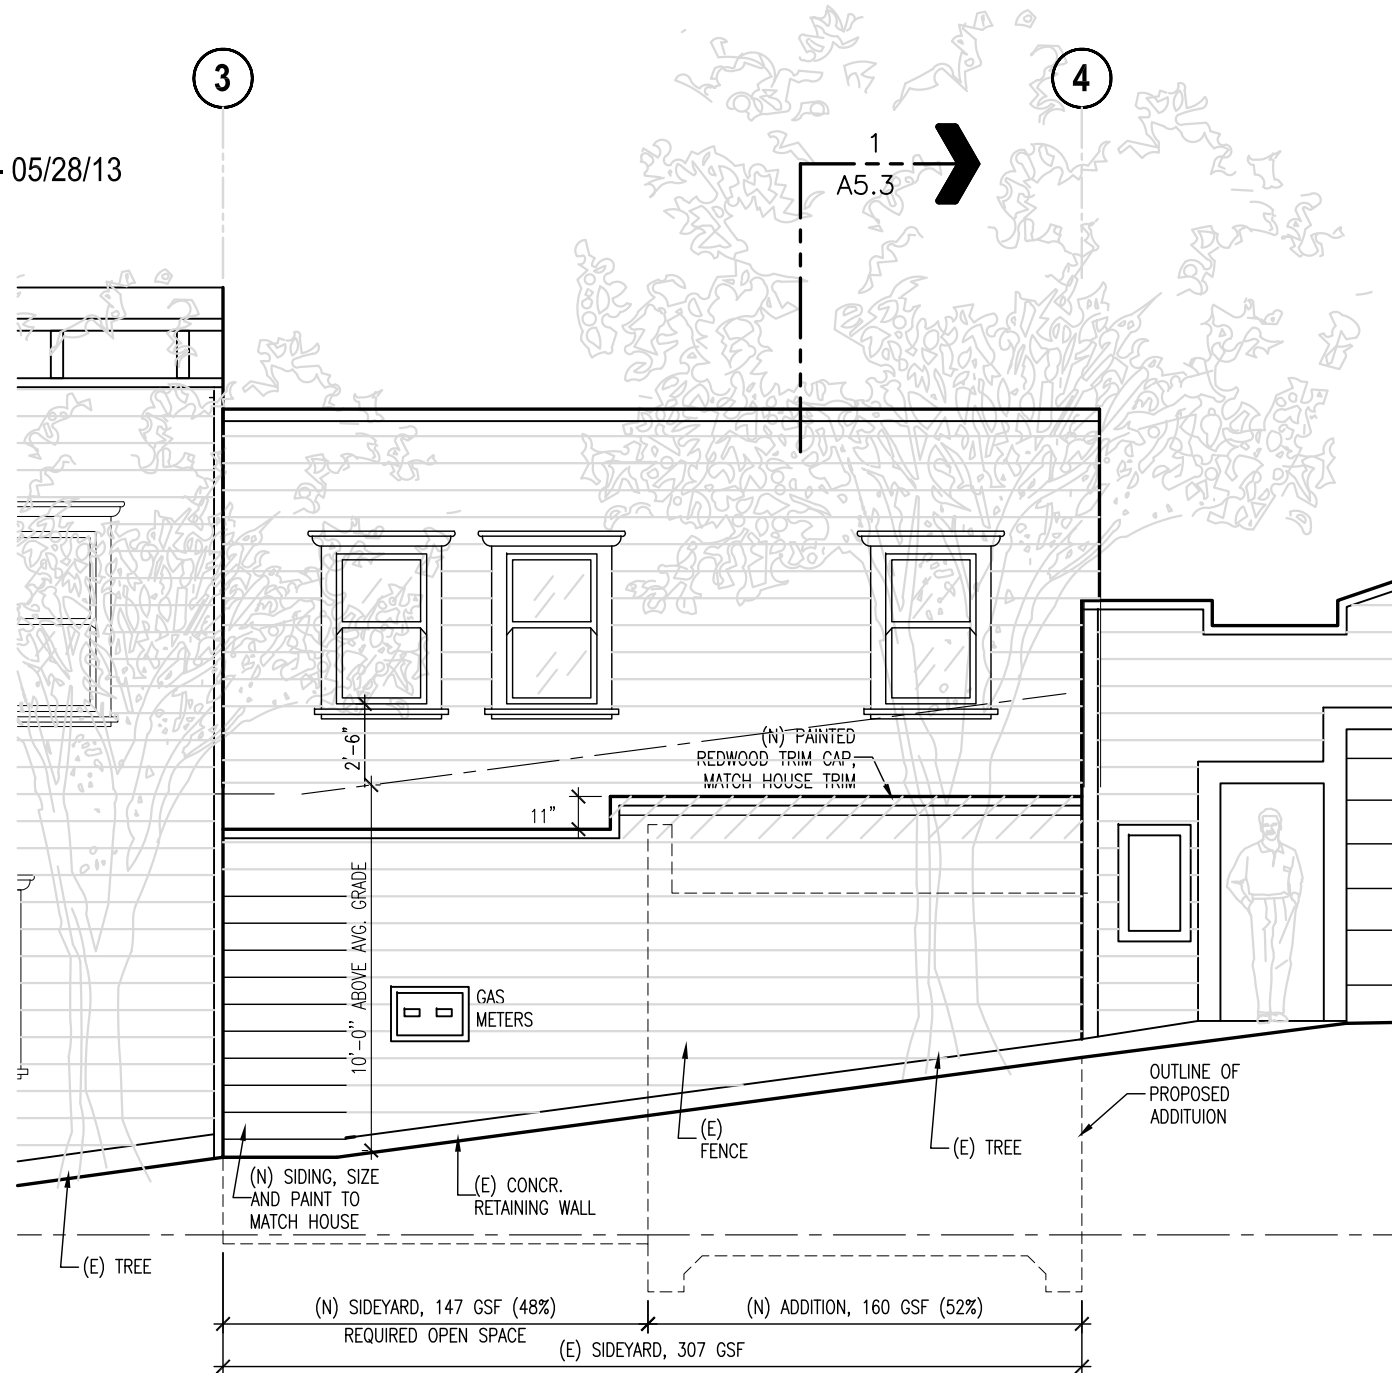 3
4
- 05/28/13
1
A5.3
2'-6"
(N) PAINTED
REDWOOD TRIM CAP,
MATCH HOUSE TRIM
11"
10'-0" ABOVE AVG. GRADE
GAS
METERS
OUTLINE OF
PROPOSED
ADDITUION
(E)
FENCE
(E) TREE
(N) SIDING, SIZE
AND PAINT TO
MATCH HOUSE
(E) CONCR.
RETAINING WALL
(E) TREE
(N) SIDEYARD, 147 GSF (48%)
REQUIRED OPEN SPACE
(N) ADDITION, 160 GSF (52%)
(E) SIDEYARD, 307 GSF